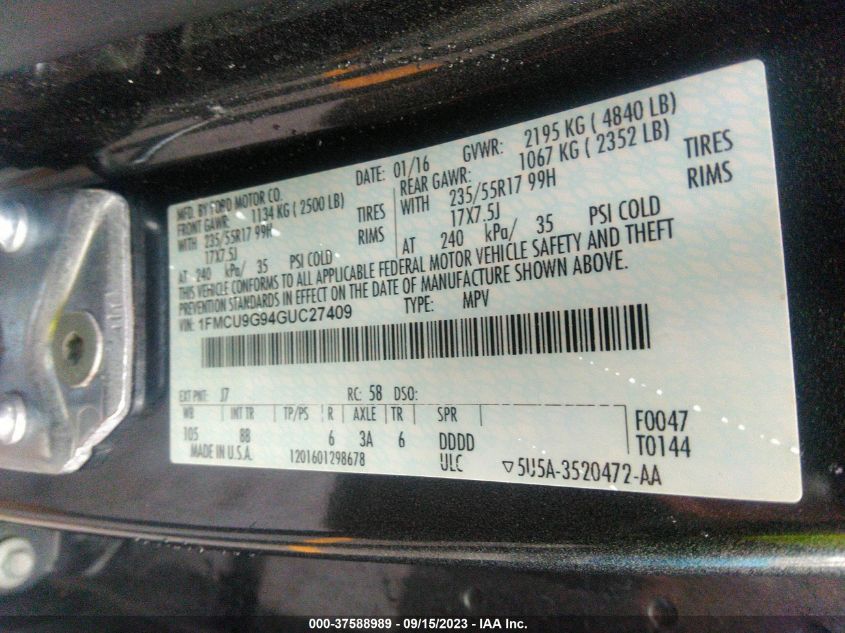 MFD. BY FORD MOTOR CO.
DATE: 01/16 GVWR: 2195 KG ( 4840 LB)
FRONT GAWR: 1134 KG ( 2500 LB)
REAR GAWR: 1067 KG ( 2352 LB)
WITH 235/55R17 99H TIRES
WITH 235/55R17 99H TIRES
17X7.5J RIMS
17X7.5J RIMS
AT 240 kPa/ 35 PSI COLD
AT 240 kPa/ 35 PSI COLD
THIS VEHICLE CONFORMS TO ALL APPLICABLE FEDERAL MOTOR VEHICLE SAFETY AND THEFT
PREVENTION STANDARDS IN EFFECT ON THE DATE OF MANUFACTURE SHOWN ABOVE.
VIN: 1FMCU9G94GUC27409 TYPE: MPV
EXT PNT: J7 RC: 58 DSO:
WB INT TR TP/PS R AXLE TR SPR
105 88 6 3A 6 DDDD
F0047
T0144
MADE IN U.S.A. 1201601298678 ULC ▽5U5A-3520472-AA
000-37588989 - 09/15/2023 - IAA Inc.